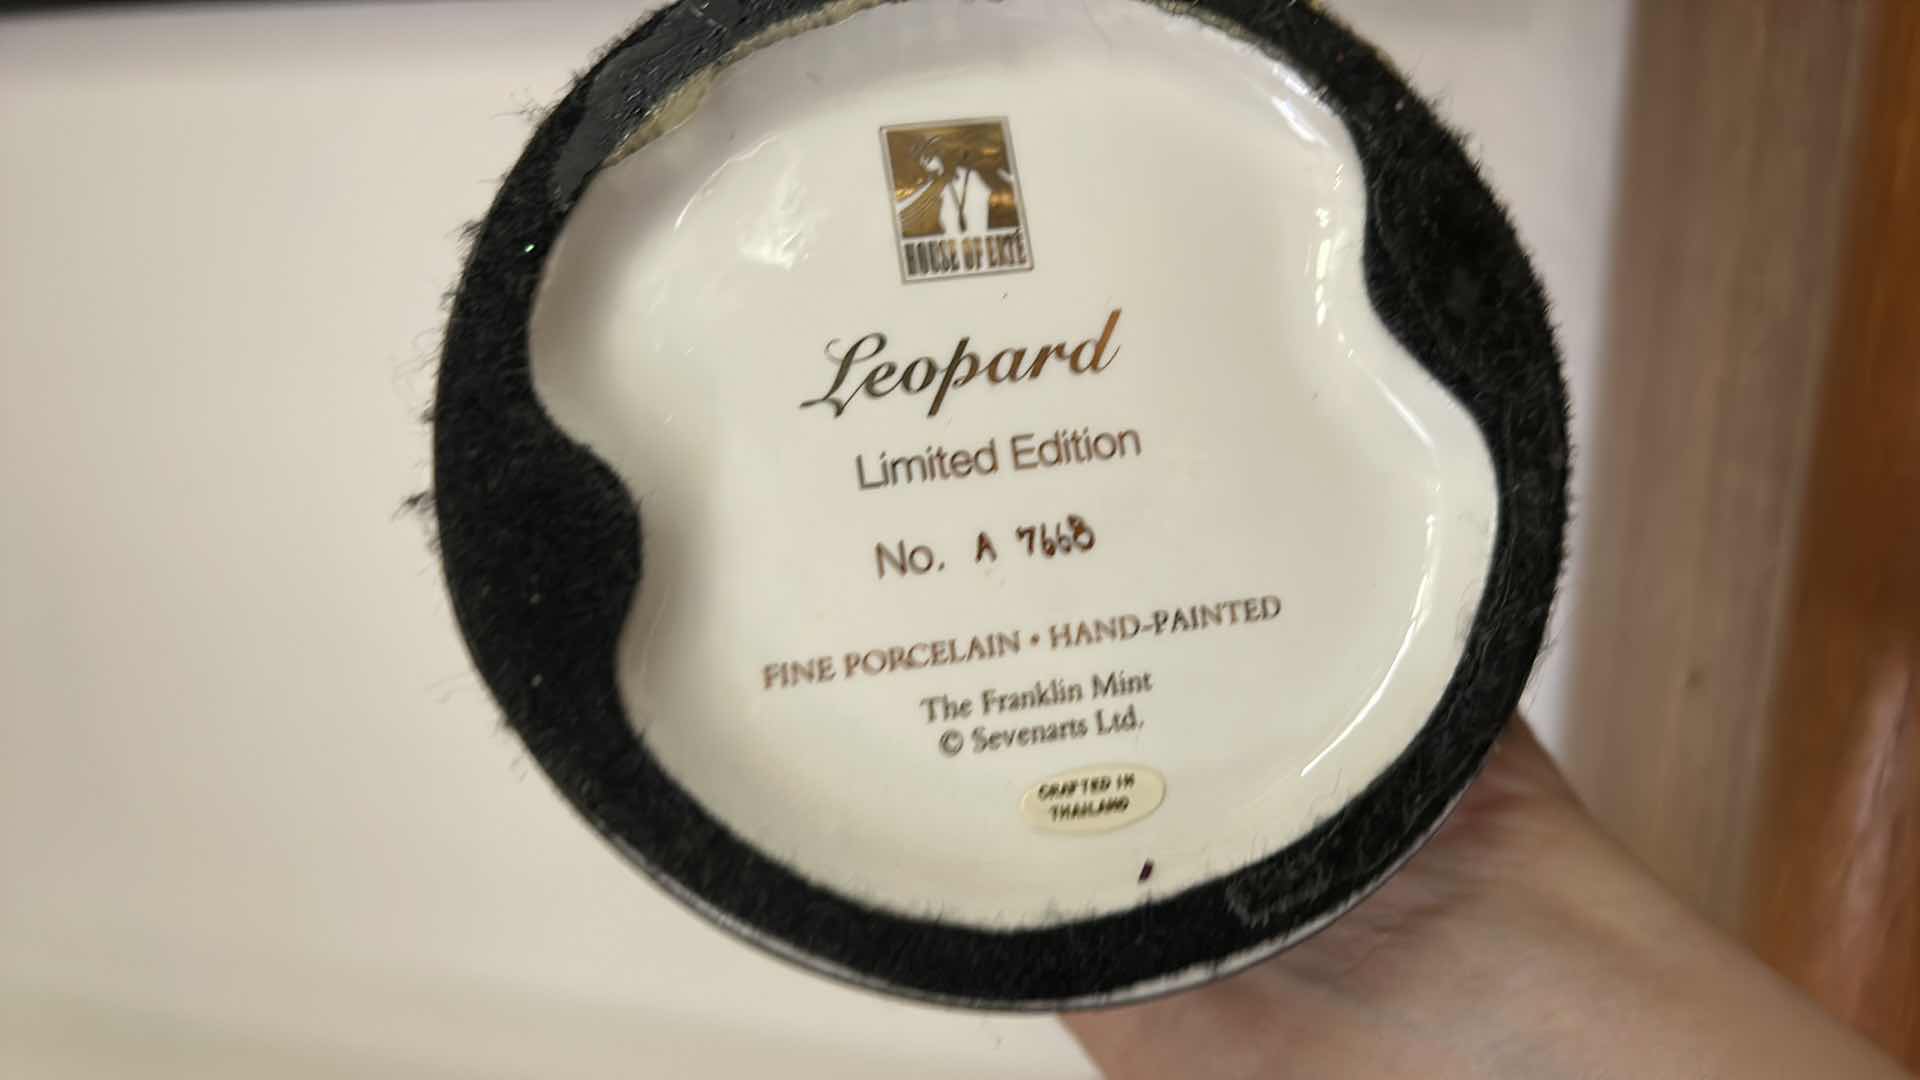 HOUSE OF ERTÉ
Leopard
Limited Edition
No. A 7668
FINE PORCELAIN • HAND-PAINTED
The Franklin Mint
© Sevenarts Ltd.
CRAFTED IN
THAILAND